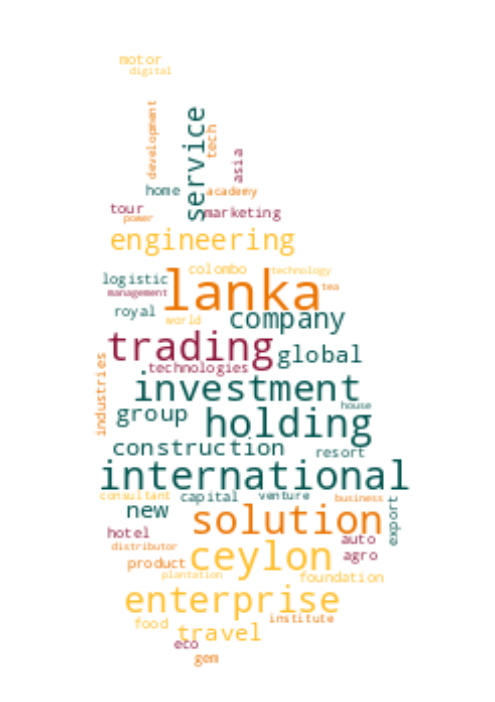 motor
digital
development
service
tech
asia
home
academy
tour
power
marketing
engineering
colombo
technology
logistic
lanka
tea
management
royal
world
company
trading
global
technologies
industries
investment
house
group
holding
construction
resort
international
consultant
capital
venture
business
new
solution
export
hotel
auto
distributor
ceylon
agro
product
plantation
foundation
enterprise
institute
food
travel
eco
gem